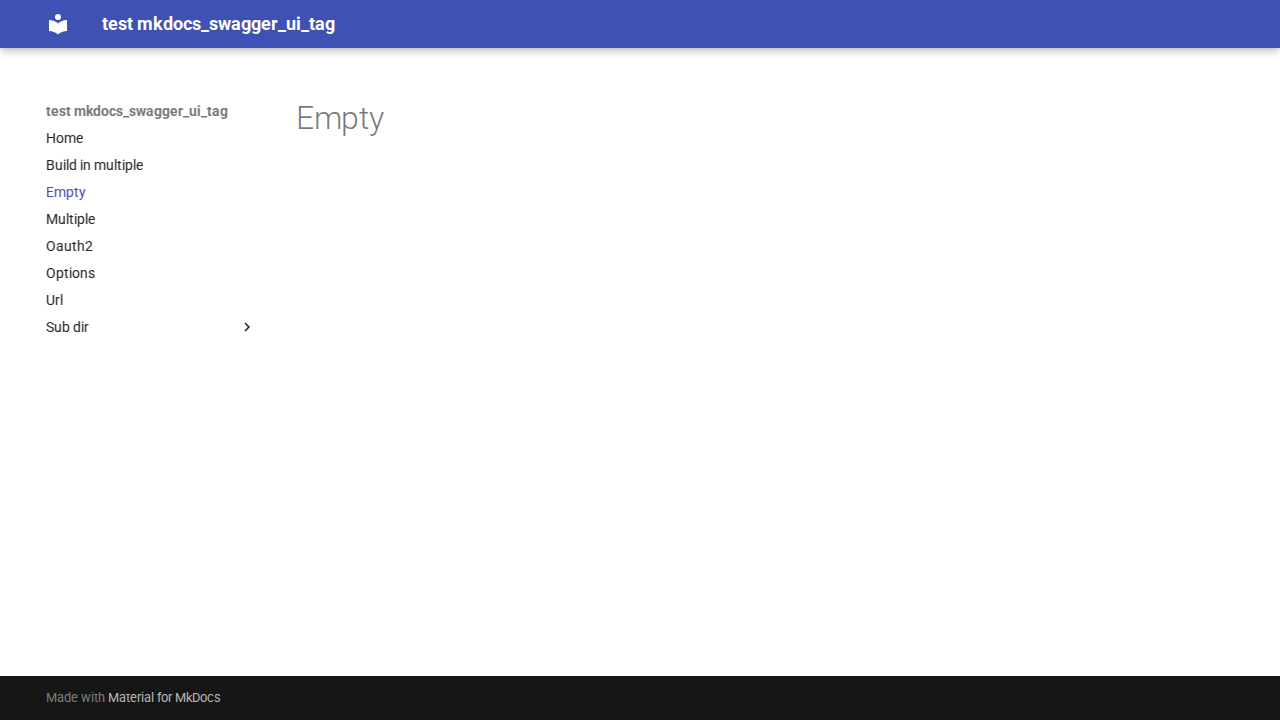 test mkdocs_swagger_ui_tag
test mkdocs_swagger_ui_tag
Home
Build in multiple
Empty
Multiple
Oauth2
Options
Url
Sub dir
Empty
Made with Material for MkDocs